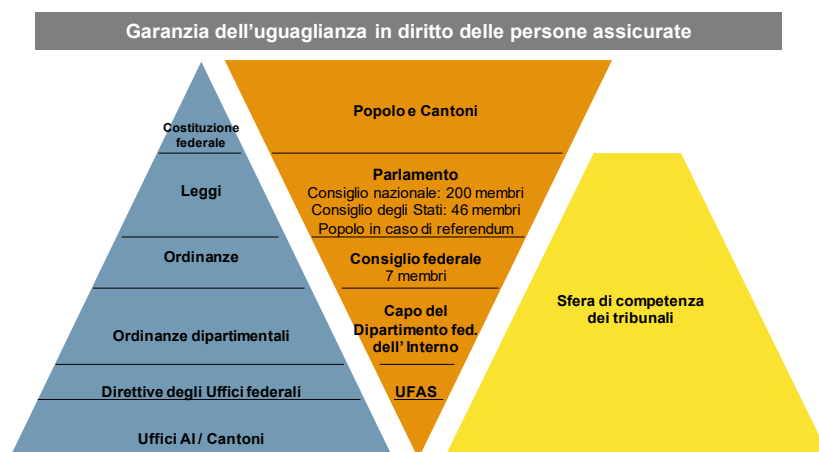 Garanzia dell'uguaglianza in diritto delle persone assicurate
Costituzione
federale
Leggi
Ordinanze
Ordinanze dipartimentali
Direttive degli Uffici federali
Uffici AI / Cantoni
Popolo e Cantoni
Parlamento
Consiglio nazionale: 200 membri
Consiglio degli Stati: 46 membri
Popolo in caso di referendum
Consiglio federale
7 membri
Capo del
Dipartimento fed.
dell' Interno
UFAS
Sfera di competenza
dei tribunali